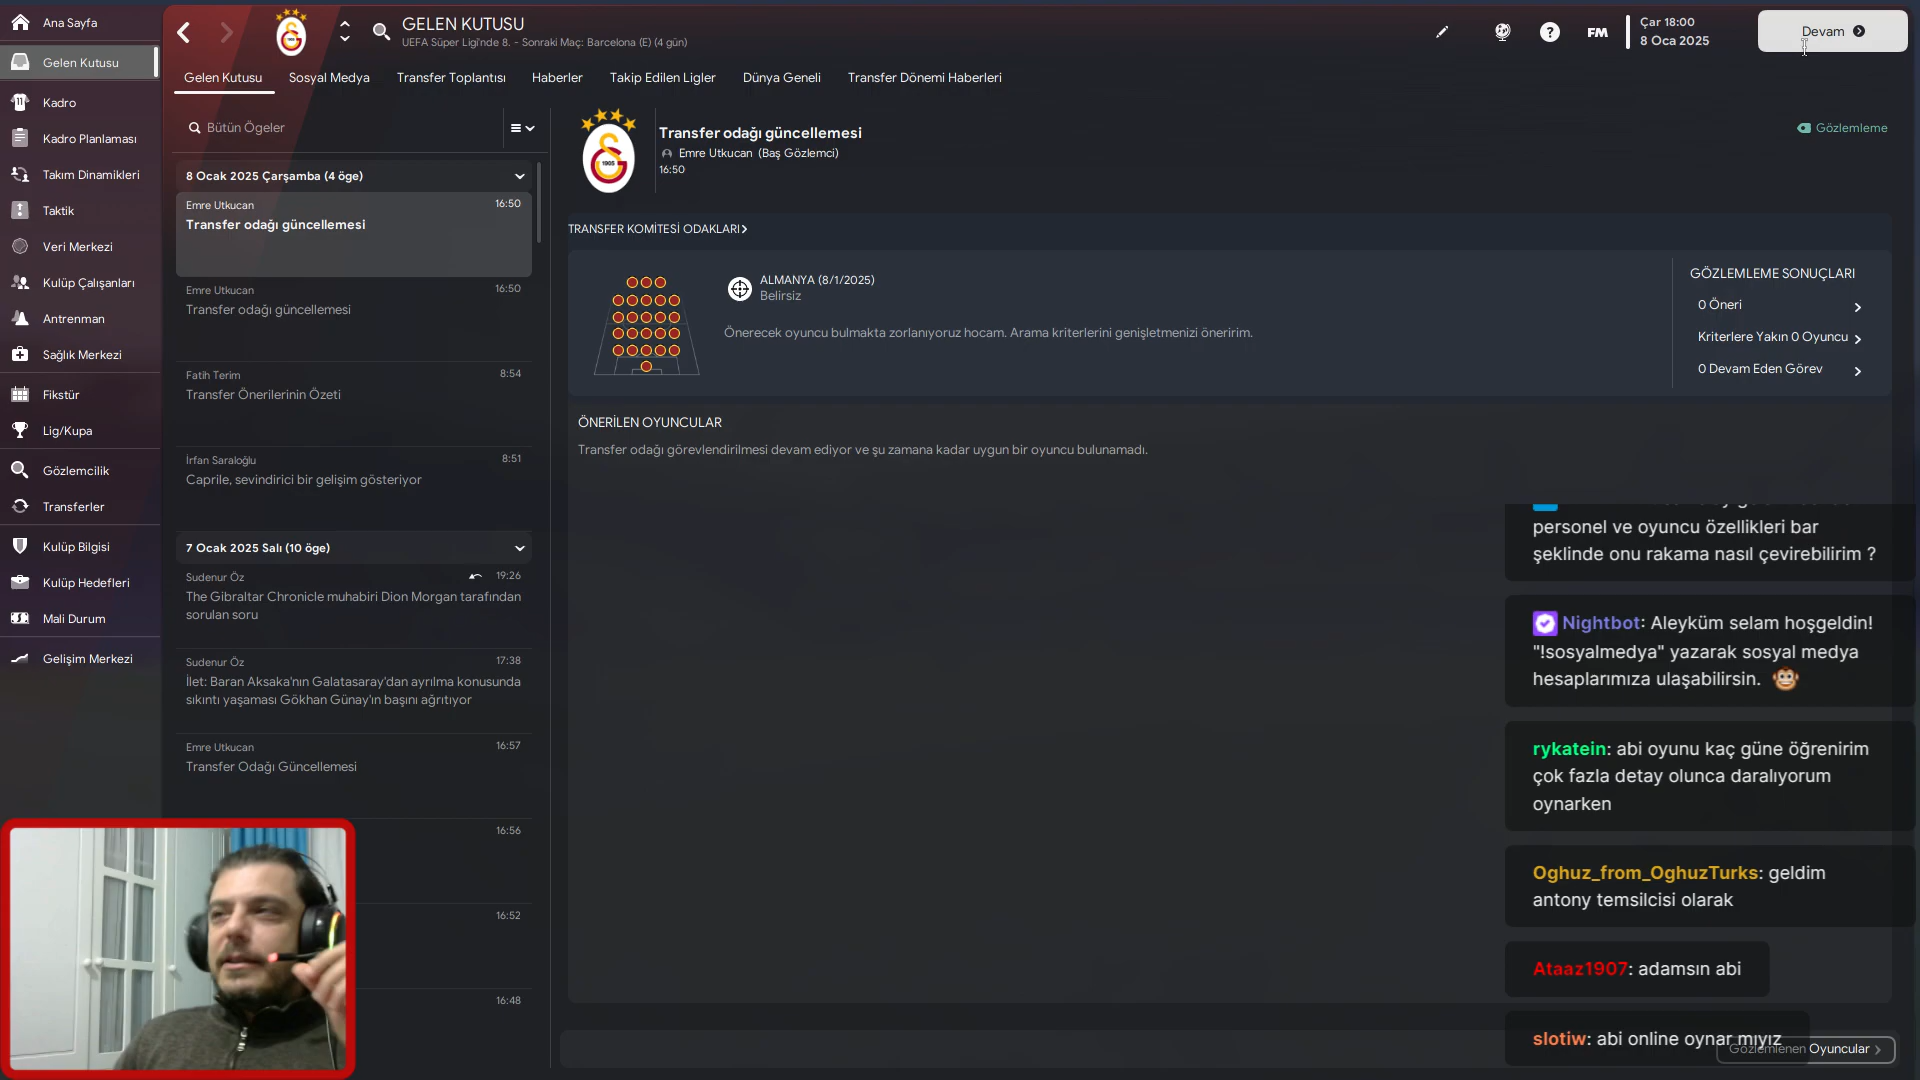 Ana Sayfa
Gelen Kutusu
Kadro
Kadro Planlaması
Takım Dinamikleri
Taktik
Veri Merkezi
Kulüp Çalışanları
Antrenman
Sağlık Merkezi
Fikstür
Lig/Kupa
Gözlemcilik
Transferler
Kulüp Bilgisi
Kulüp Hedefleri
Mali Durum
Gelişim Merkezi
GELEN KUTUSU
UEFA Süper Ligi'nde 8. - Sonraki Maç: Barcelona (E) (4 gün)
FM
Çar 18:00
8 Oca 2025
Devam
Gelen Kutusu
Sosyal Medya
Transfer Toplantısı
Haberler
Takip Edilen Ligler
Dünya Geneli
Transfer Dönemi Haberleri
Bütün Ögeler
8 Ocak 2025 Çarşamba (4 öge)
Emre Utkucan 16:50
Transfer odağı güncellemesi
Emre Utkucan 16:50
Transfer odağı güncellemesi
Fatih Terim 8:54
Transfer Önerilerinin Özeti
İrfan Saraloğlu 8:51
Caprile, sevindirici bir gelişim gösteriyor
7 Ocak 2025 Salı (10 öge)
Sudenur Öz 19:26
The Gibraltar Chronicle muhabiri Dion Morgan tarafından
sorulan soru
Sudenur Öz 17:38
İlet: Baran Aksaka'nın Galatasaray'dan ayrılma konusunda
sıkıntı yaşaması Gökhan Günay'ın başını ağrıtıyor
Emre Utkucan 16:57
Transfer Odağı Güncellemesi
16:56
16:52
16:48
Transfer odağı güncellemesi
Emre Utkucan (Baş Gözlemci)
16:50
Gözlemleme
TRANSFER KOMİTESİ ODAKLARI
ALMANYA (8/1/2025)
Belirsiz
Önerecek oyuncu bulmakta zorlanıyoruz hocam. Arama kriterlerini genişletmenizi öneririm.
GÖZLEMLEME SONUÇLARI
0 Öneri
Kriterlere Yakın 0 Oyuncu
0 Devam Eden Görev
ÖNERİLEN OYUNCULAR
Transfer odağı görevlendirilmesi devam ediyor ve şu zamana kadar uygun bir oyuncu bulunamadı.
personel ve oyuncu özellikleri bar
şeklinde onu rakama nasıl çevirebilirim ?
Nightbot: Aleyküm selam hoşgeldin!
"!sosyalmedya" yazarak sosyal medya
hesaplarımıza ulaşabilirsin.
rykatein: abi oyunu kaç güne öğrenirim
çok fazla detay olunca daralıyorum
oynarken
Oghuz_from_OghuzTurks: geldim
antony temsilcisi olarak
Ataaz1907: adamsın abi
slotiw: abi online oynar mıyız
Gözlemlenen Oyuncular